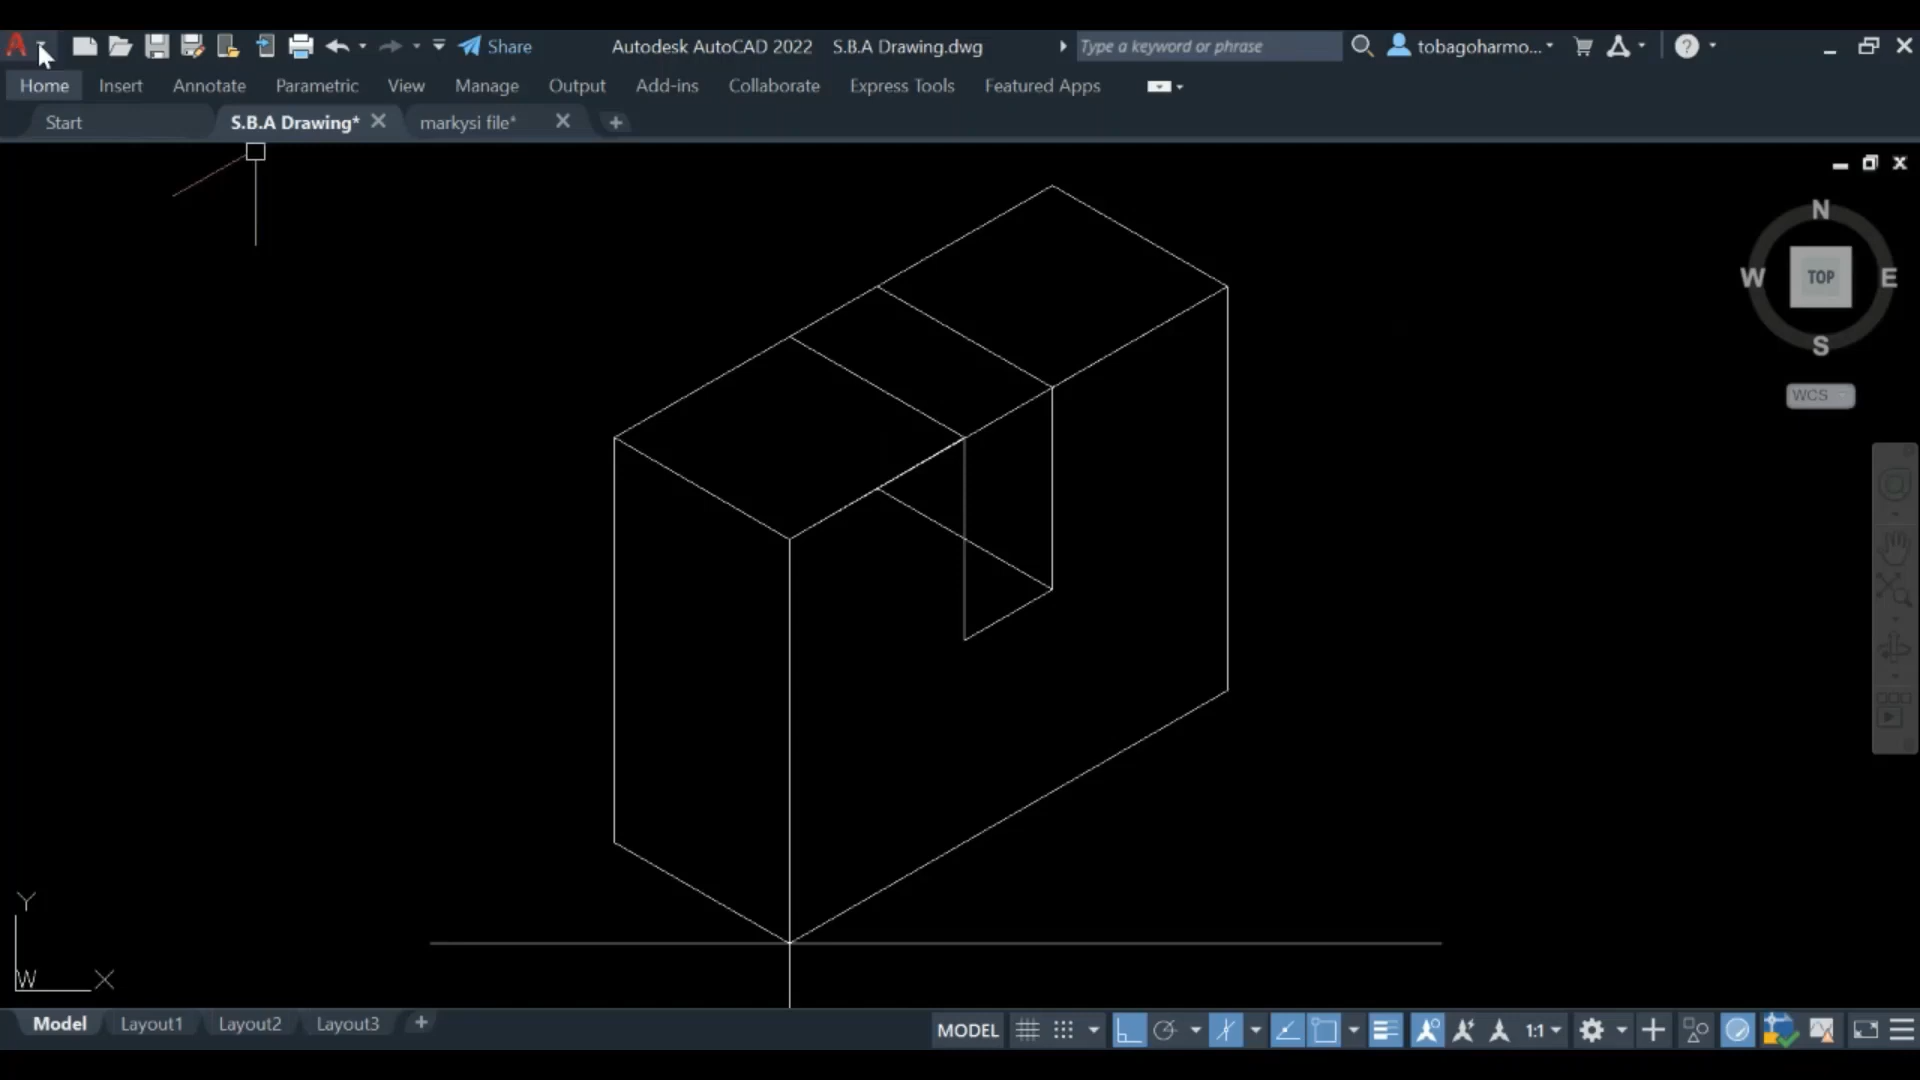 A Share Autodesk AutoCAD 2022 S.B.A Drawing.dwg Type a keyword or phrase tobagoharmo... ?
Home Insert Annotate Parametric View Manage Output Add-ins Collaborate Express Tools Featured Apps
Start S.B.A Drawing* markysi file*
N
W TOP E
S
WCS
Y
W X
Model Layout1 Layout2 Layout3 MODEL 1:1